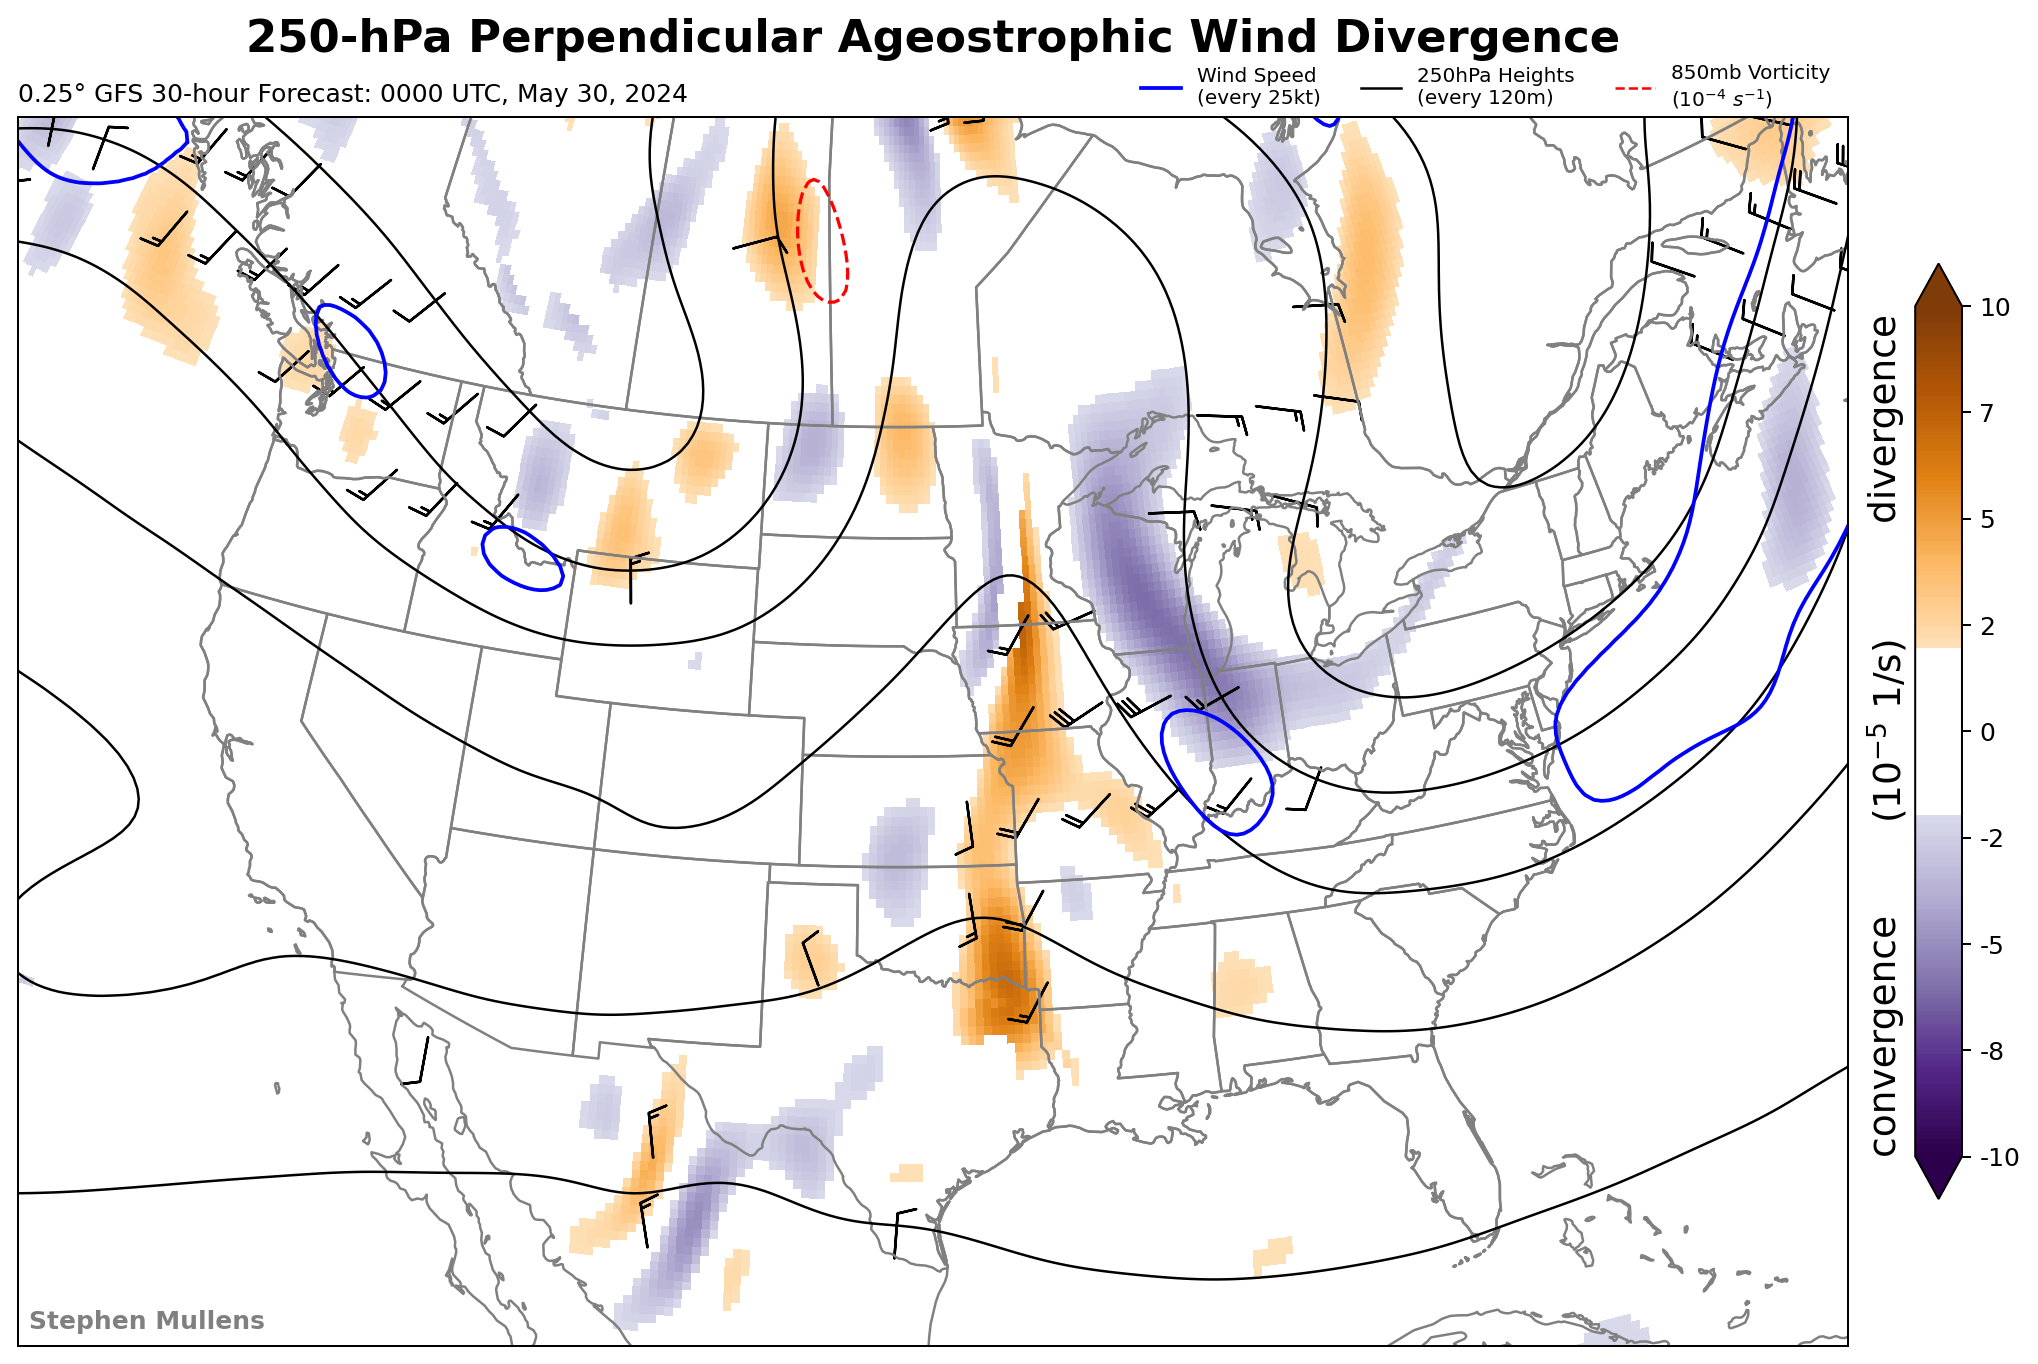 250-hPa Perpendicular Ageostrophic Wind Divergence
0.25° GFS 30-hour Forecast: 0000 UTC, May 30, 2024
Wind Speed
(every 25kt)
250hPa Heights
(every 120m)
850mb Vorticity
(10⁻⁴ s⁻¹)
10
7
5
2
0
-2
-5
-8
-10
convergence (10⁻⁵ 1/s) divergence
Stephen Mullens